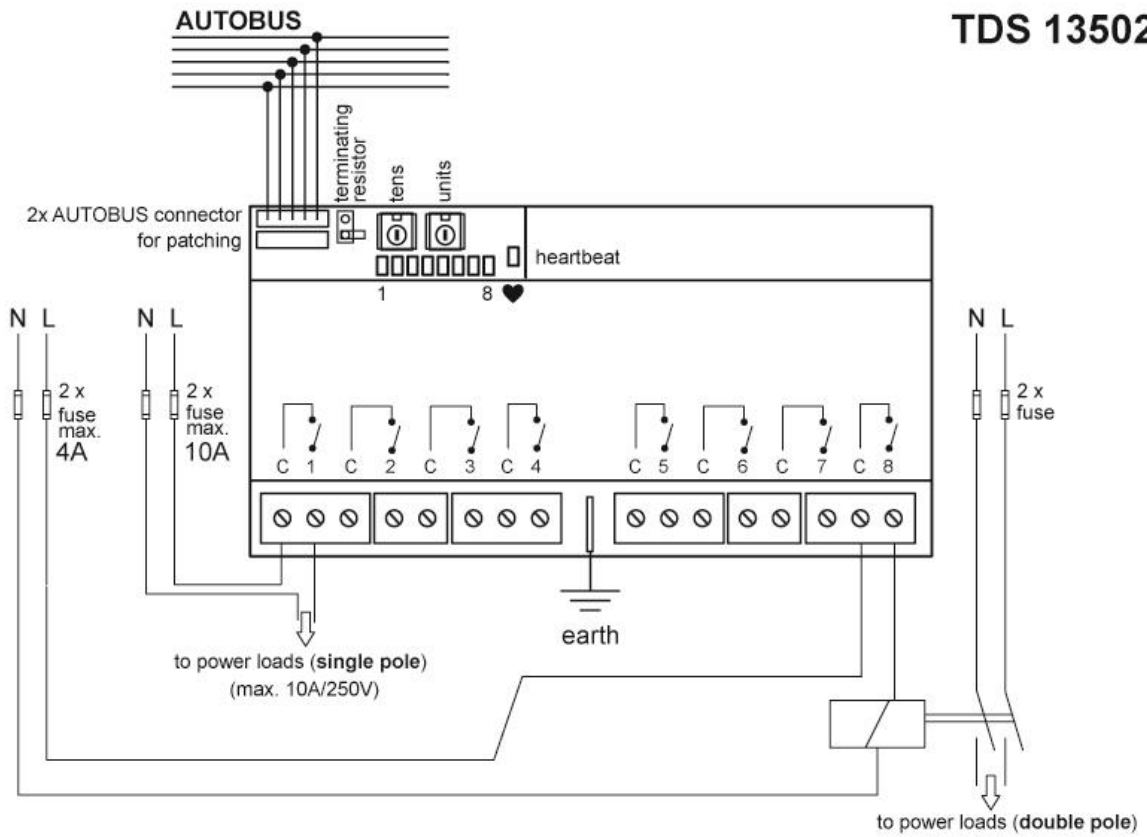 AUTOBUS
TDS 13502
terminating
resistor
tens
units
2x AUTOBUS connector
for patching
heartbeat
1 8
N L
N L
N L
2 x
fuse
max.
4A
2 x
fuse
max.
10A
2 x
fuse
C 1 C 2 C 3 C 4 C 5 C 6 C 7 C 8
earth
to power loads (single pole)
(max. 10A/250V)
to power loads (double pole)